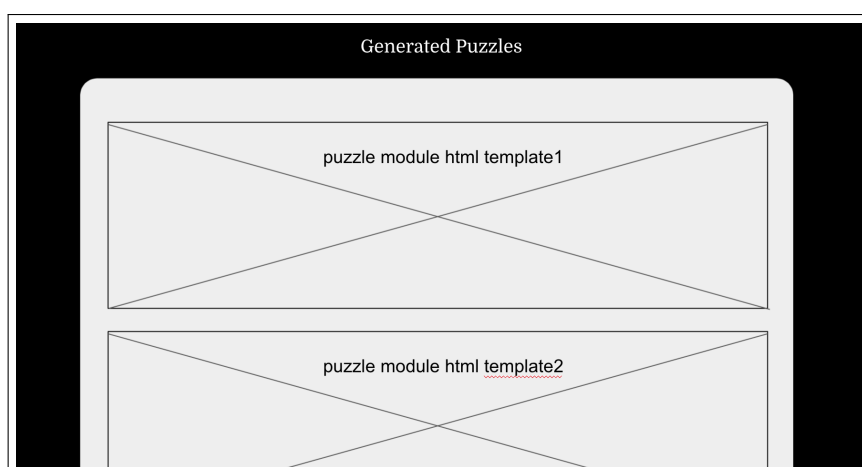 Generated Puzzles
puzzle module html template1
puzzle module html template2